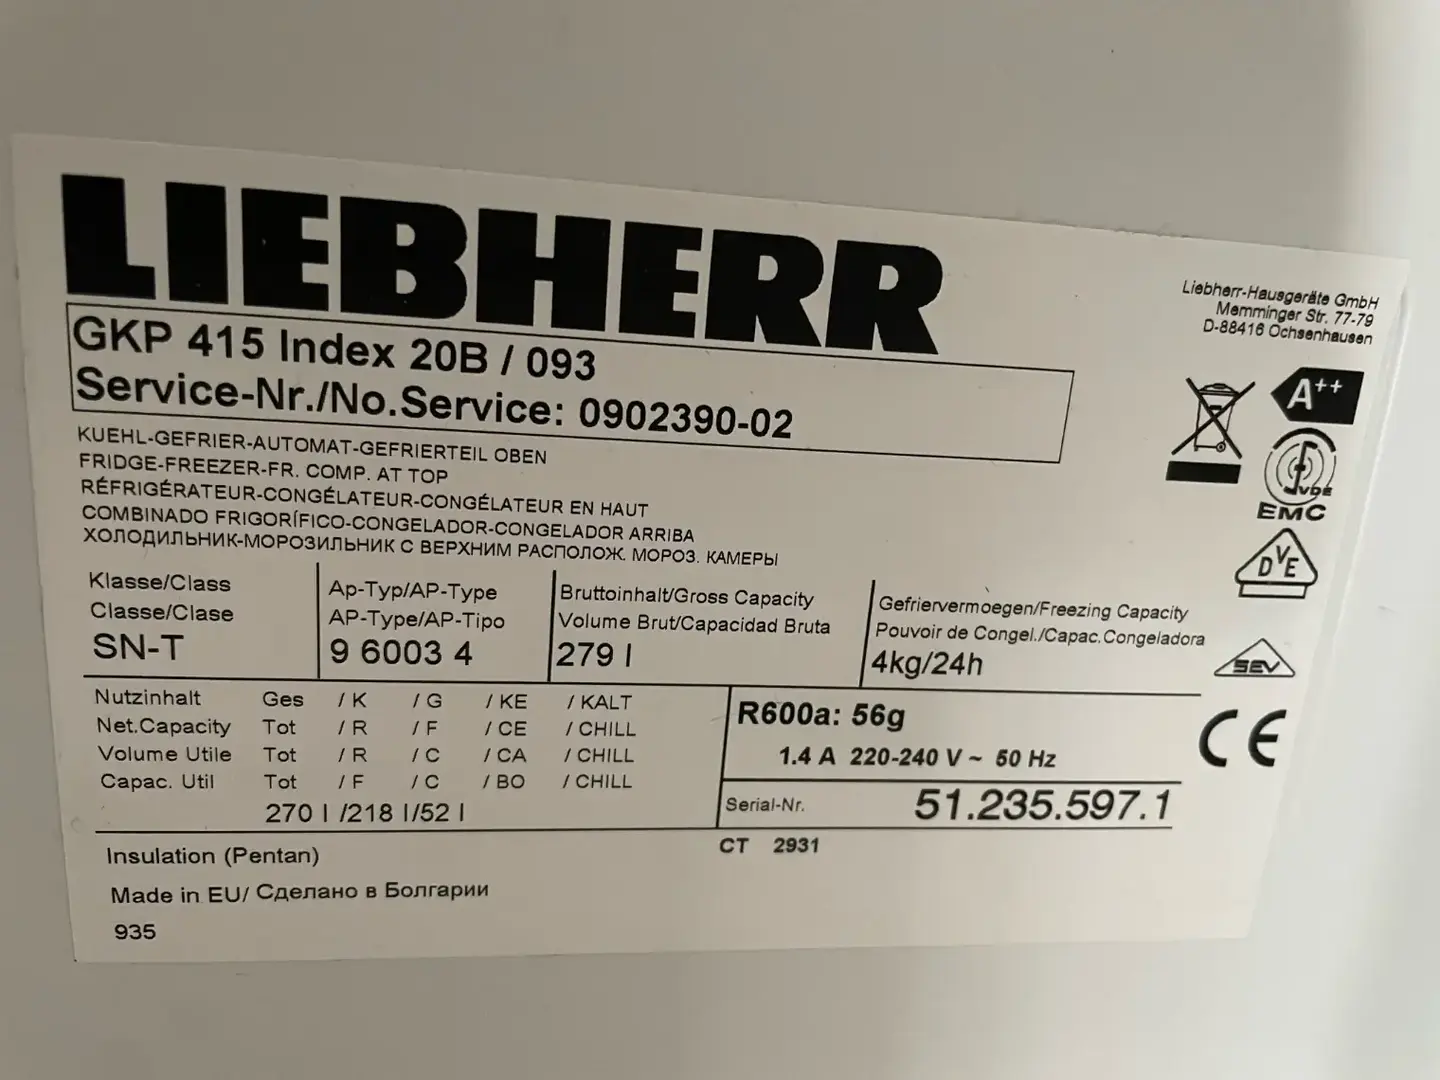 LIEBHERR
Liebherr-Hausgeräte GmbH
Memminger Str. 77-79
D-88416 Ochsenhausen
GKP 415 Index 20B / 093
Service-Nr./No.Service: 0902390-02
A++
VDE
EMC
DVE
SEV
CE
KUEHL-GEFRIER-AUTOMAT-GEFRIERTEIL OBEN
FRIDGE-FREEZER-FR. COMP. AT TOP
RÉFRIGÉRATEUR-CONGÉLATEUR-CONGÉLATEUR EN HAUT
COMBINADO FRIGORÍFICO-CONGELADOR-CONGELADOR ARRIBA
ХОЛОДИЛЬНИК-МОРОЗИЛЬНИК С ВЕРХНИМ РАСПОЛОЖ. МОРОЗ. КАМЕРЫ
Klasse/Class
Classe/Clase
SN-T
Ap-Typ/AP-Type
AP-Type/AP-Tipo
9 6003 4
Bruttoinhalt/Gross Capacity
Volume Brut/Capacidad Bruta
279 l
Gefriervermoegen/Freezing Capacity
Pouvoir de Congel./Capac.Congeladora
4kg/24h
Nutzinhalt Ges / K / G / KE / KALT
Net.Capacity Tot / R / F / CE / CHILL
Volume Utile Tot / R / C / CA / CHILL
Capac. Util Tot / F / C / BO / CHILL
270 l /218 l/52 l
R600a: 56g
1.4 A 220-240 V ~ 50 Hz
Serial-Nr. 51.235.597.1
CT 2931
Insulation (Pentan)
Made in EU/ Сделано в Болгарии
935